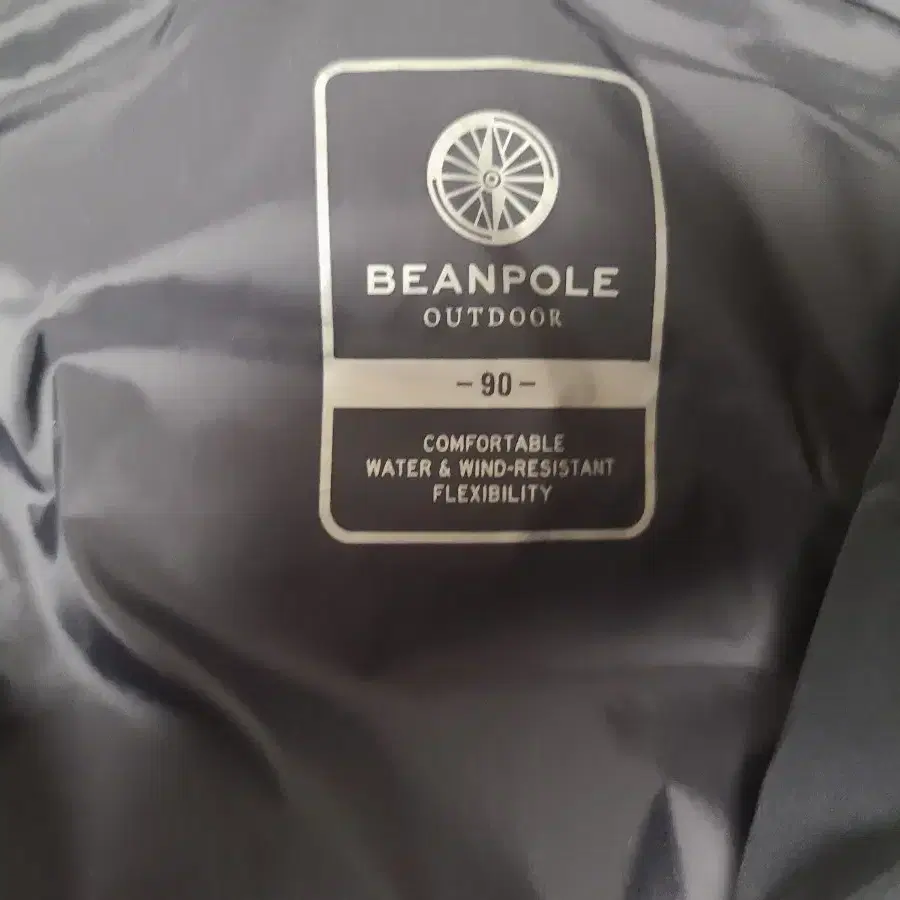 BEANPOLE
OUTDOOR
- 90 -
COMFORTABLE
WATER & WIND-RESISTANT
FLEXIBILITY